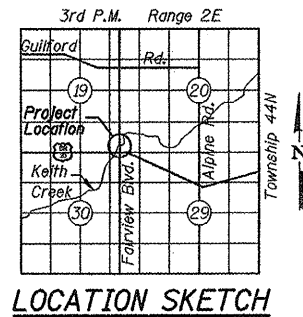 3rd P.M. Range 2E
Guilford Rd.
19 20
Project
Location
Keith
Creek
Fairview Blvd.
Alpine Rd.
Township 44N
30 29
Z
LOCATION SKETCH